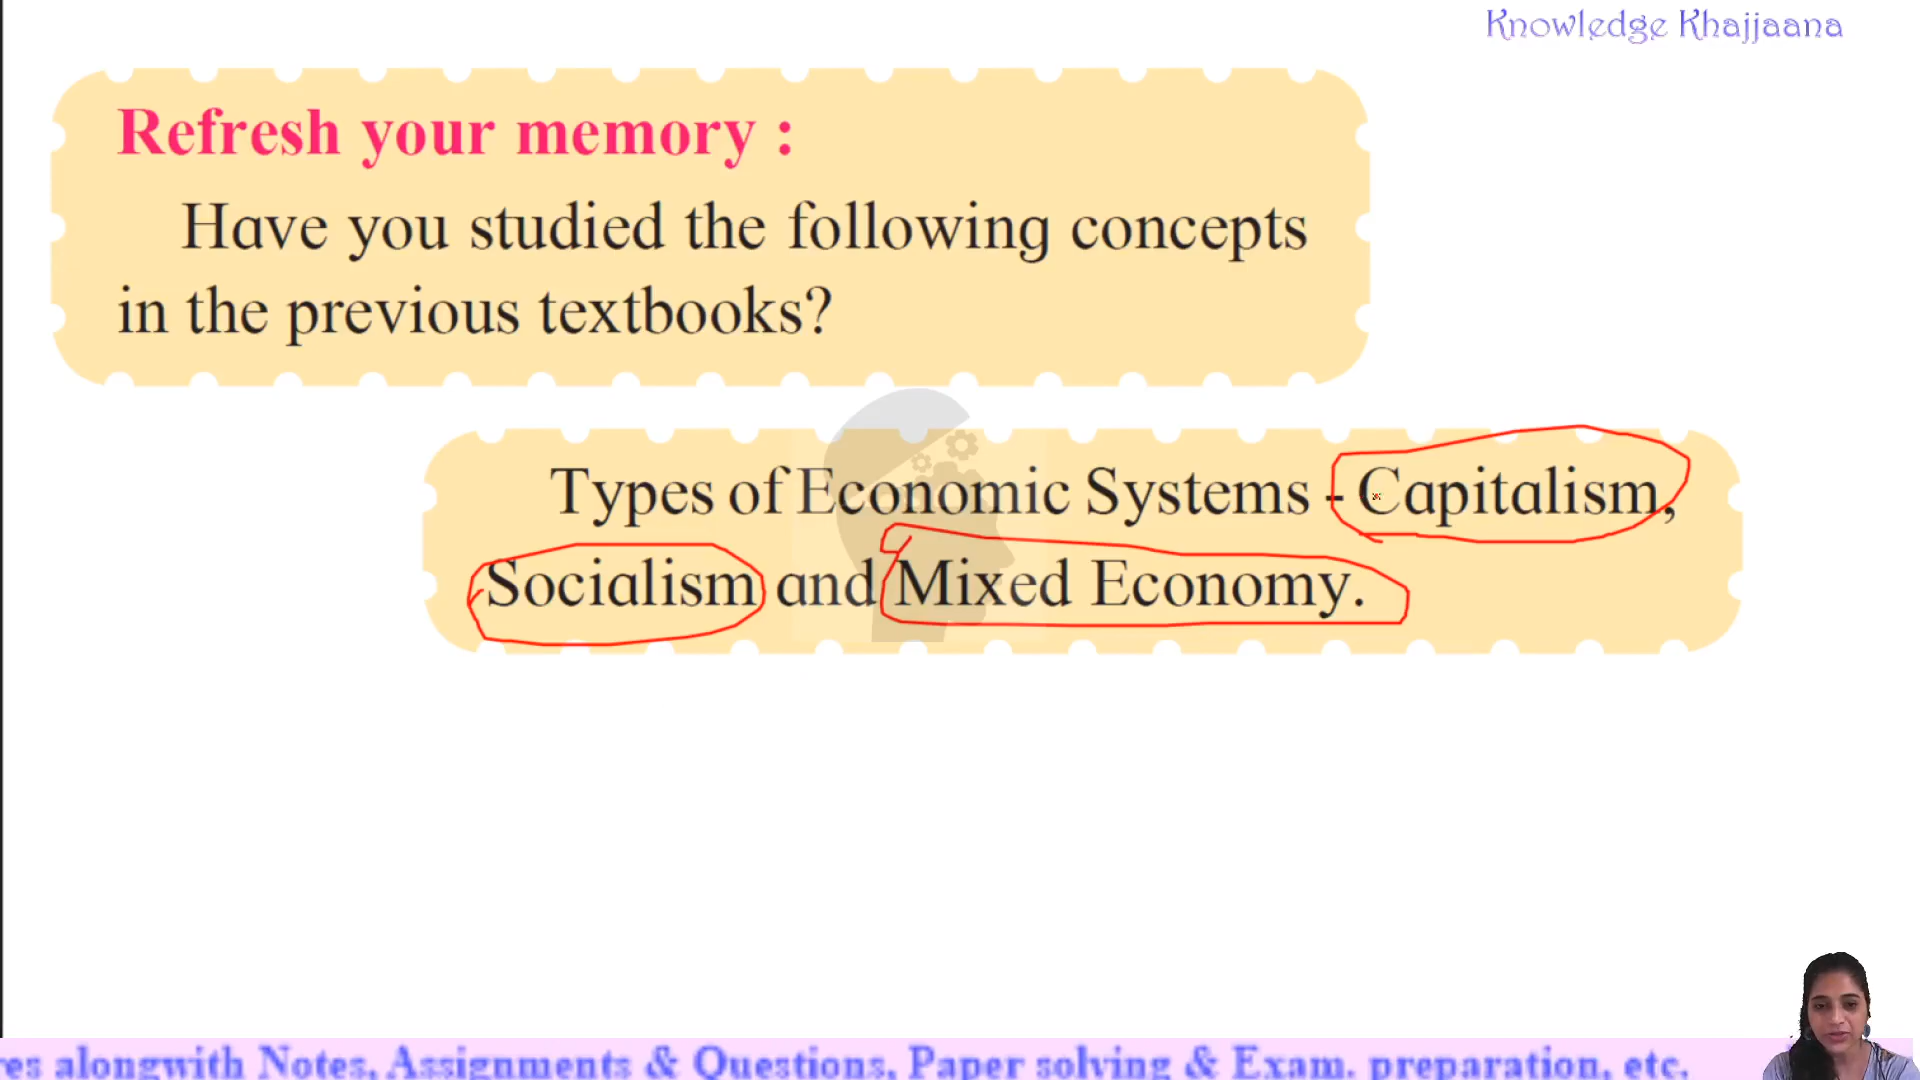 Knowledge Khajjaana
Refresh your memory :
Have you studied the following concepts
in the previous textbooks?
Types of Economic Systems - Capitalism,
Socialism and Mixed Economy.
alongwith Notes, Assignments & Questions, Paper solving & Exam. preparation, etc.